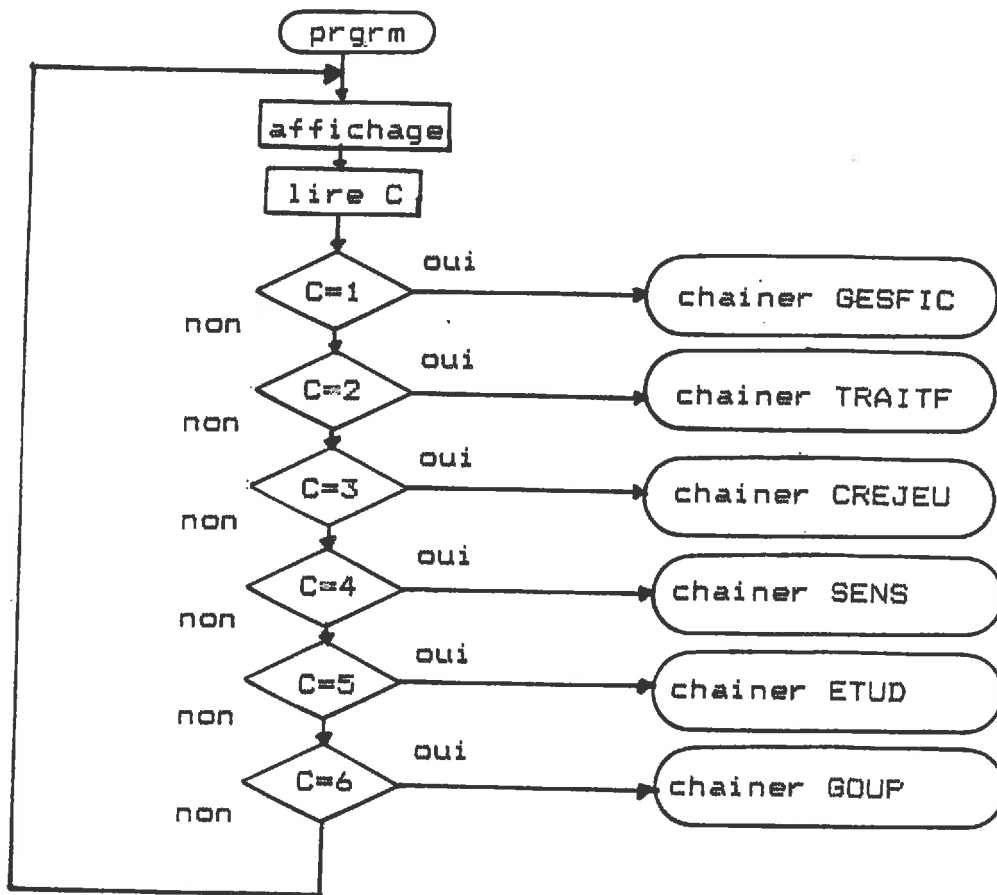 prgrm
affichage
lire C
C=1
oui
chainer GESFIC
non
C=2
oui
chainer TRAITF
non
C=3
oui
chainer CREJEU
non
C=4
oui
chainer SENS
non
C=5
oui
chainer ETUD
non
C=6
oui
chainer GOUP
non